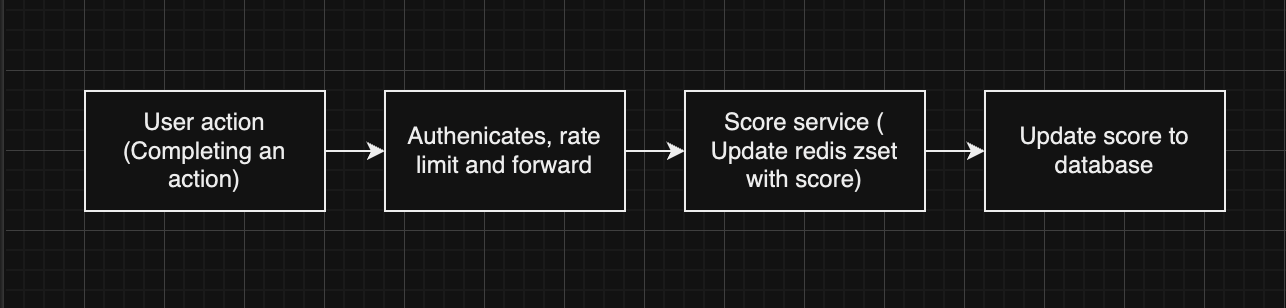 User action
(Completing an
action)
Authenicates, rate
limit and forward
Score service (
Update redis zset
with score)
Update score to
database